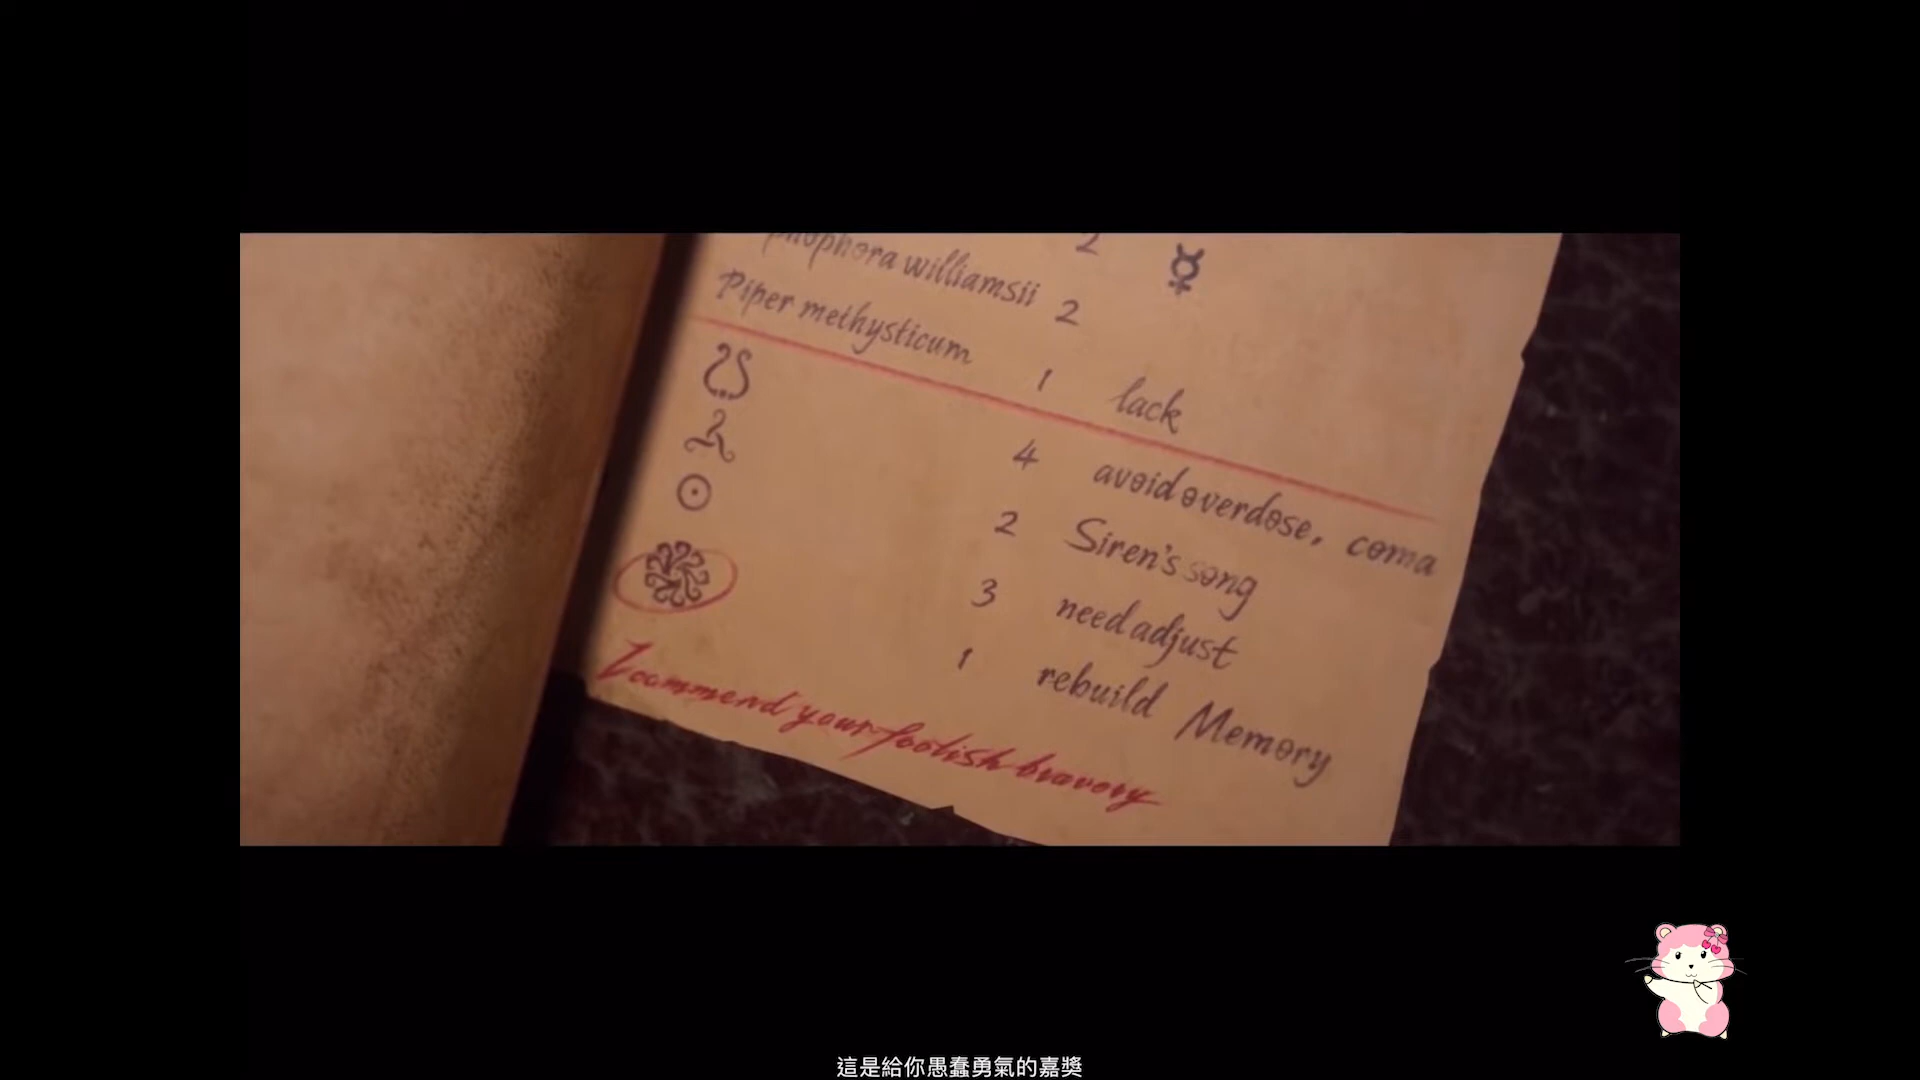 2
williamsii 2
Piper methysticum 1 lack
4 avoid overdose, coma
2 Siren's song
3 need adjust
1 rebuild Memory
I commend your foolish bravery
這是給你愚蠢勇氣的嘉獎